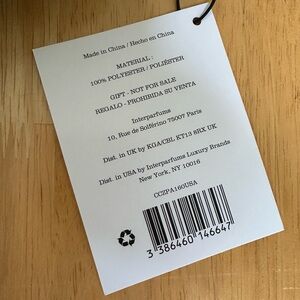 Made in China / Hecho en China
MATERIAL :
100% POLYESTER / POLIÉSTER
GIFT - NOT FOR SALE
REGALO - PROHIBIDA SU VENTA
Interparfums
10, Rue de Solférino 75007 Paris
Dist. in UK by KGA/CBL KT13 8RX UK
Dist. in USA by Interparfums Luxury Brands
New York, NY 10016
CCZPA160USA
3 386460 146647